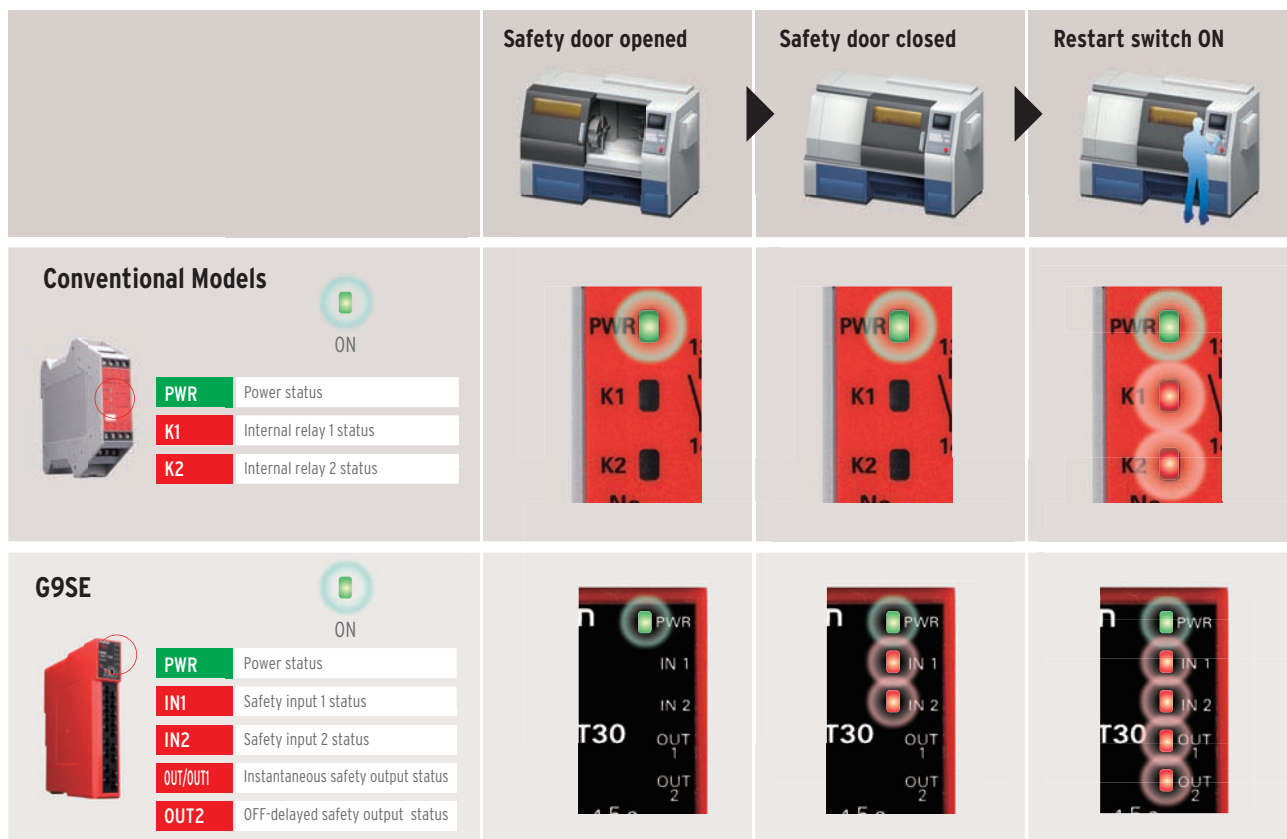 Safety door opened
Safety door closed
Restart switch ON
Conventional Models
ON
PWR Power status
K1 Internal relay 1 status
K2 Internal relay 2 status
PWR
K1
K2
PWR
K1
K2
PWR
K1
K2
G9SE
ON
PWR Power status
IN1 Safety input 1 status
IN2 Safety input 2 status
OUT/OUT1 Instantaneous safety output status
OUT2 OFF-delayed safety output status
n PWR
IN 1
IN 2
T30 OUT
1
OUT
2
n PWR
IN 1
IN 2
T30 OUT
1
OUT
2
n PWR
IN 1
IN 2
T30 OUT
1
OUT
2